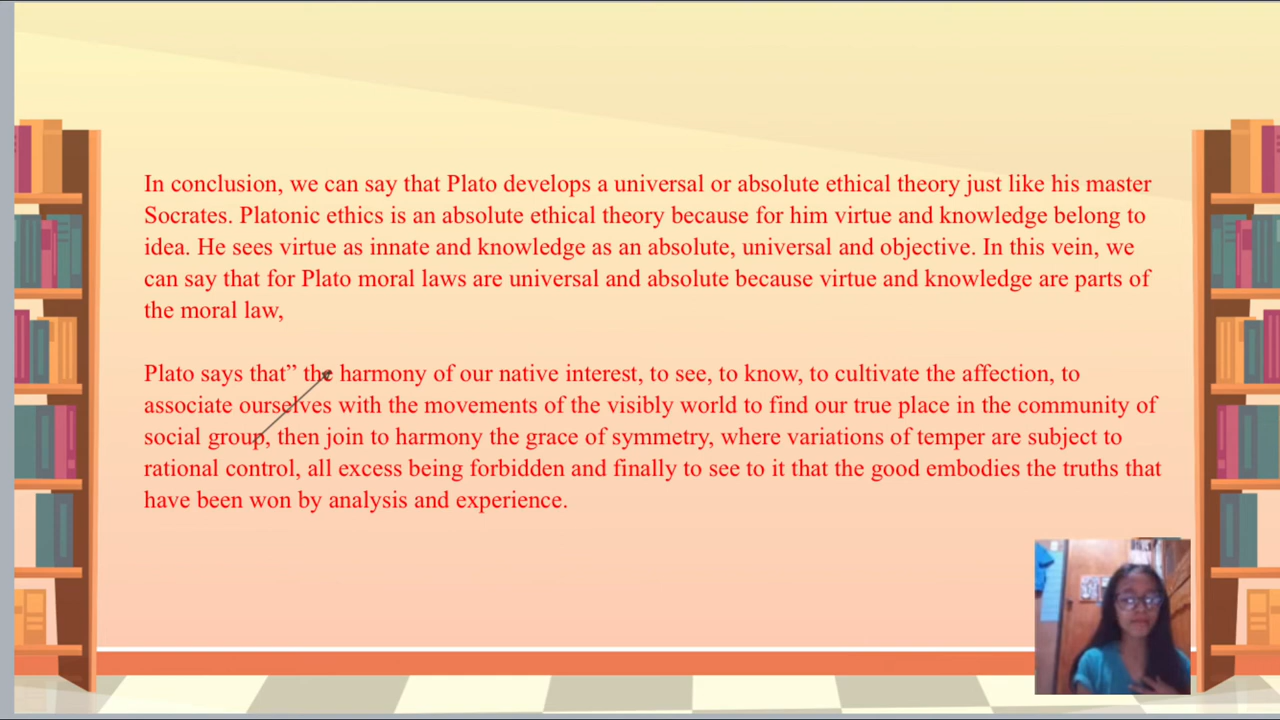 In conclusion, we can say that Plato develops a universal or absolute ethical theory just like his master
Socrates. Platonic ethics is an absolute ethical theory because for him virtue and knowledge belong to
idea. He sees virtue as innate and knowledge as an absolute, universal and objective. In this vein, we
can say that for Plato moral laws are universal and absolute because virtue and knowledge are parts of
the moral law,
Plato says that” the harmony of our native interest, to see, to know, to cultivate the affection, to
associate ourselves with the movements of the visibly world to find our true place in the community of
social group, then join to harmony the grace of symmetry, where variations of temper are subject to
rational control, all excess being forbidden and finally to see to it that the good embodies the truths that
have been won by analysis and experience.